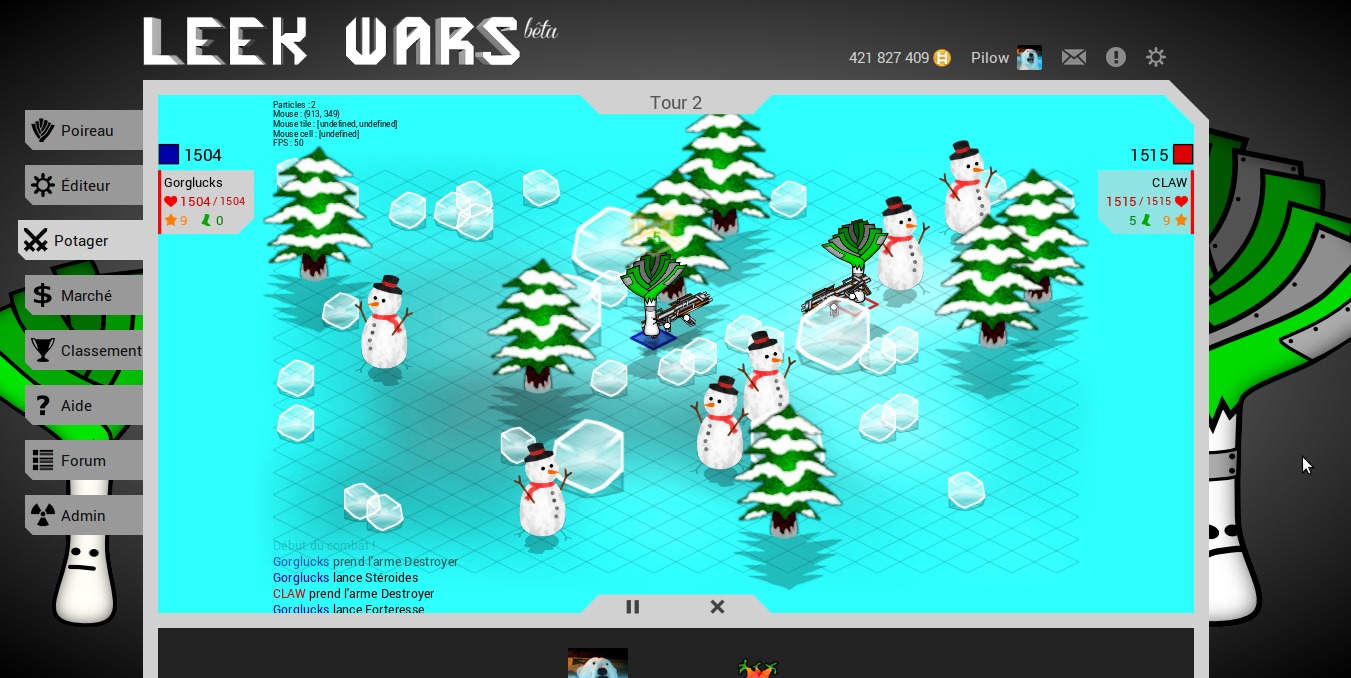 LEEK WARS bêta
421 827 409
Pilow
Tour 2
Particles : 2
Mouse : (913, 349)
Mouse tile : [undefined, undefined]
Mouse cell : [undefined]
FPS : 50
Poireau
Éditeur
Potager
Marché
Classement
Aide
Forum
Admin
1504
Gorglucks
1504 / 1504
9 0
1515
CLAW
1515 / 1515
5 9
5
Début du combat !
Gorglucks prend l'arme Destroyer
Gorglucks lance Stéroides
CLAW prend l'arme Destroyer
Gorglucks lance Forteresse